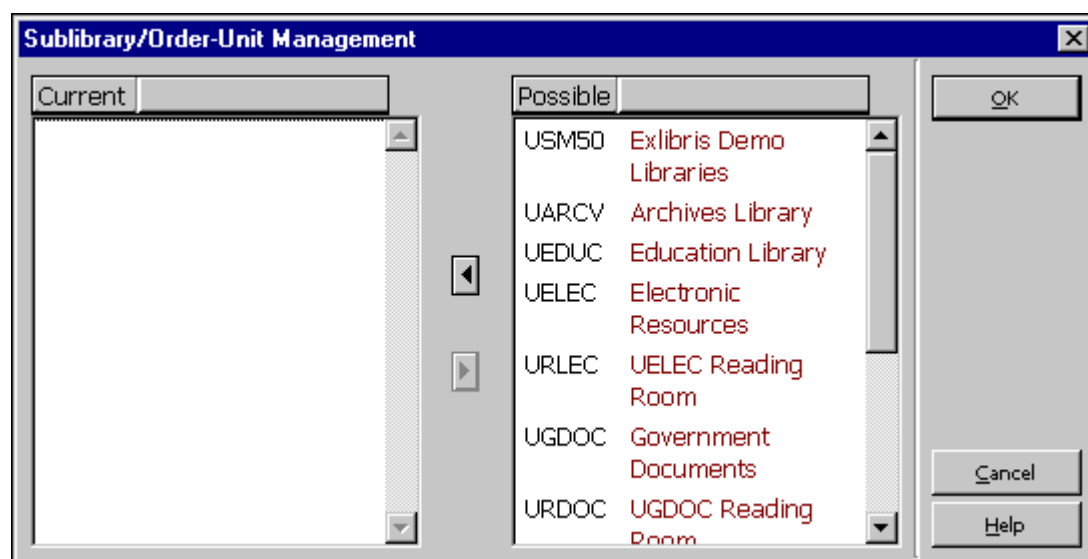 Sublibrary/Order-Unit Management
Current
Possible
OK
USM50 Exlibris Demo
Libraries
UARCV Archives Library
UEDUC Education Library
UELEC Electronic
Resources
URLEC UELEC Reading
Room
UGDOC Government
Documents
URDOC UGDOC Reading
Room
Cancel
Help